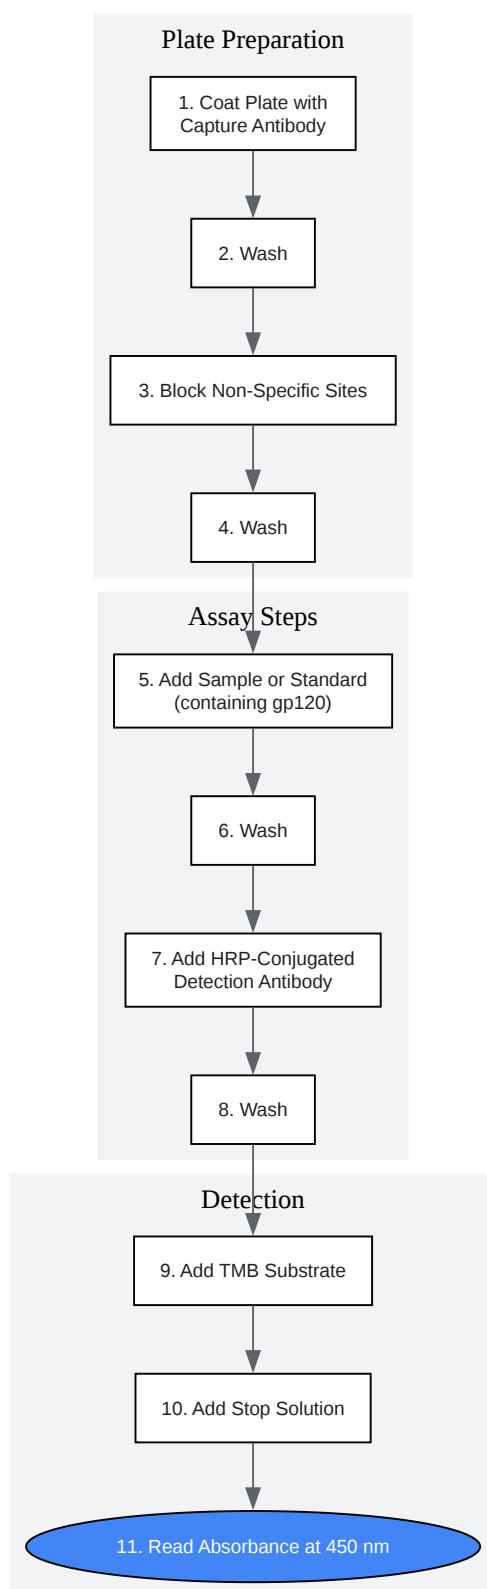 Plate Preparation
1. Coat Plate with
Capture Antibody
2. Wash
3. Block Non-Specific Sites
4. Wash
Assay Steps
5. Add Sample or Standard
(containing gp120)
6. Wash
7. Add HRP-Conjugated
Detection Antibody
8. Wash
Detection
9. Add TMB Substrate
10. Add Stop Solution
11. Read Absorbance at 450 nm